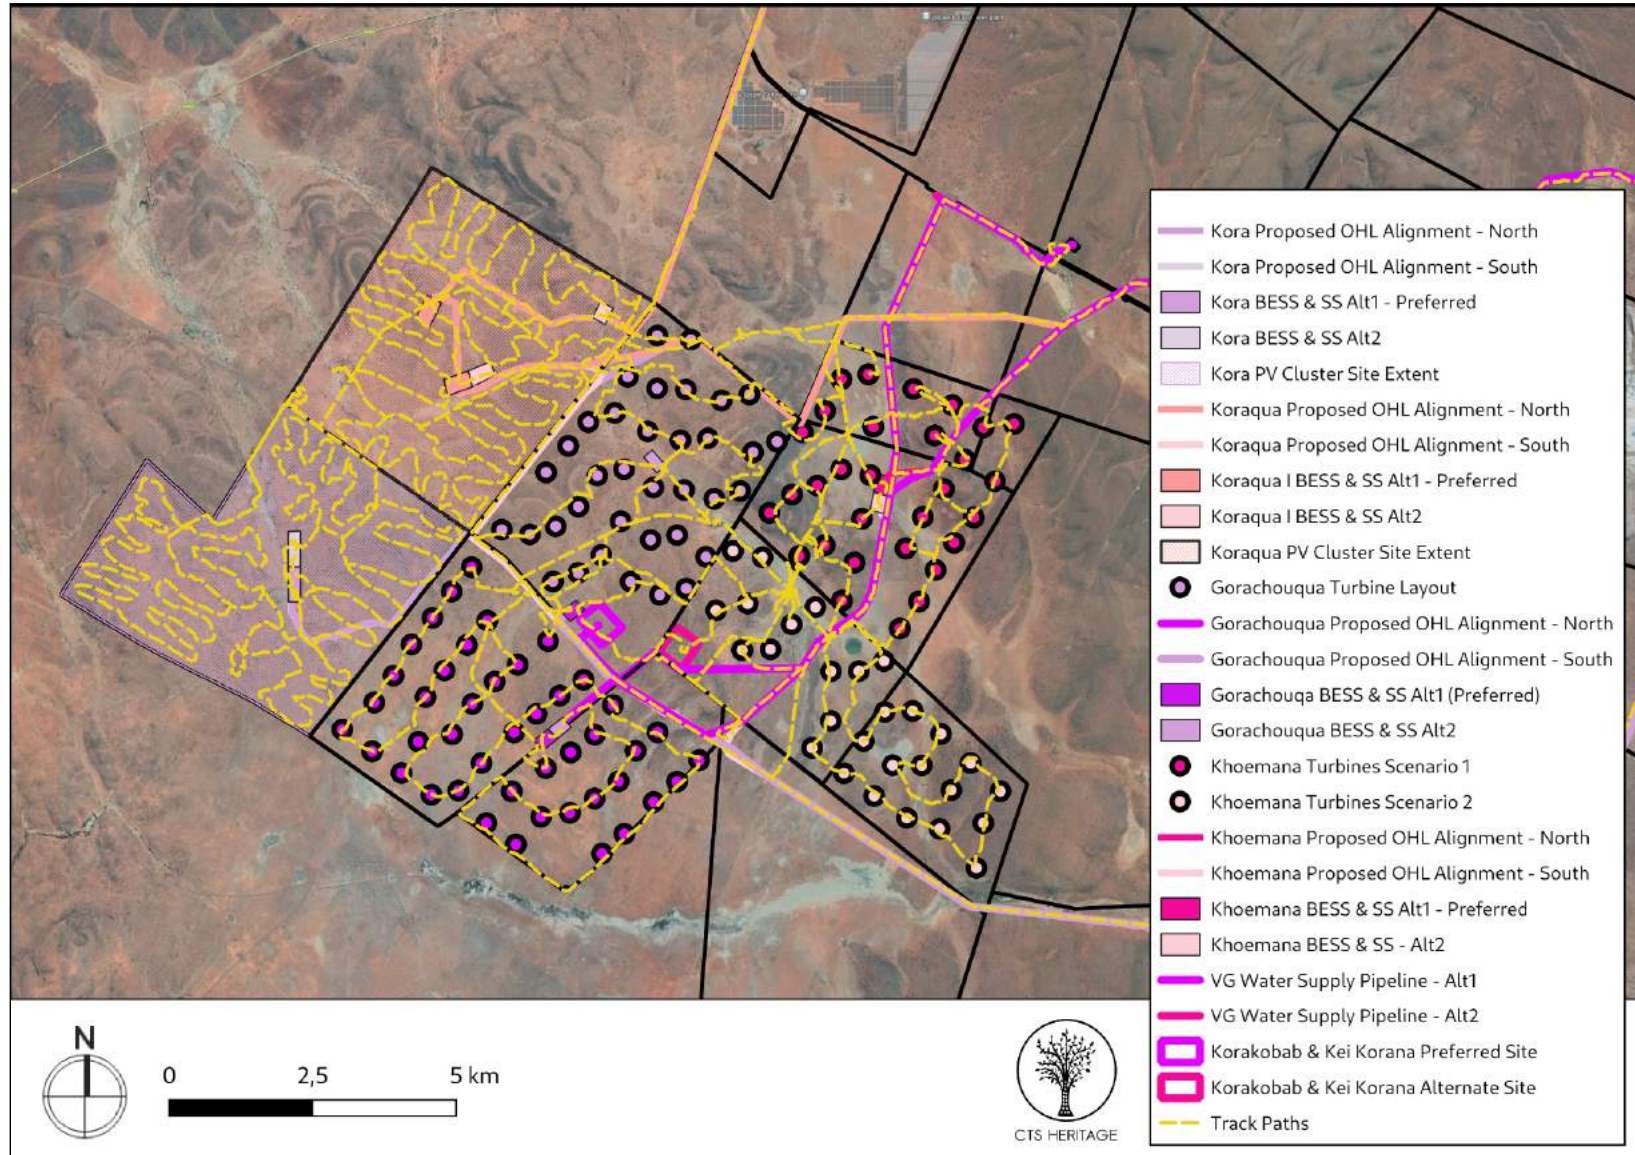 Kora Proposed OHL Alignment - North
Kora Proposed OHL Alignment - South
Kora BESS & SS Alt1 - Preferred
Kora BESS & SS Alt2
Kora PV Cluster Site Extent
Koraqua Proposed OHL Alignment - North
Koraqua Proposed OHL Alignment - South
Koraqua I BESS & SS Alt1 - Preferred
Koraqua I BESS & SS Alt2
Koraqua PV Cluster Site Extent
Gorachouqua Turbine Layout
Gorachouqua Proposed OHL Alignment - North
Gorachouqua Proposed OHL Alignment - South
Gorachouqa BESS & SS Alt1 (Preferred)
Gorachouqua BESS & SS Alt2
Khoemana Turbines Scenario 1
Khoemana Turbines Scenario 2
Khoemana Proposed OHL Alignment - North
Khoemana Proposed OHL Alignment - South
Khoemana BESS & SS Alt1 - Preferred
Khoemana BESS & SS - Alt2
VG Water Supply Pipeline - Alt1
VG Water Supply Pipeline - Alt2
Korakobab & Kei Korana Preferred Site
Korakobab & Kei Korana Alternate Site
Track Paths
N
0 2,5 5 km
CTS HERITAGE